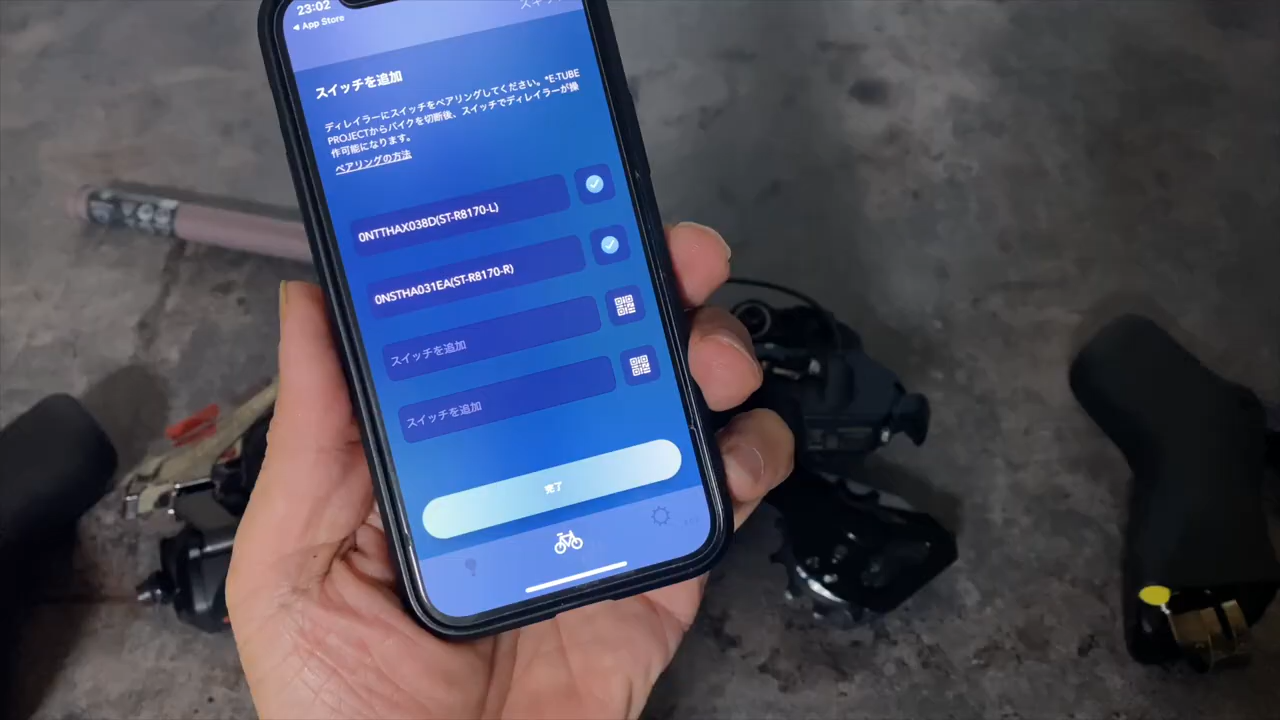 23:02
◀ App Store
スイッチを追加
ディレイラーにスイッチをペアリングしてください。*E-TUBE
PROJECTからバイクを切断後、スイッチでディレイラーが操
作可能になります。
ペアリングの方法
0NTTHAX038D(ST-R8170-L)
0NSTHA031EA(ST-R8170-R)
スイッチを追加
スイッチを追加
完了